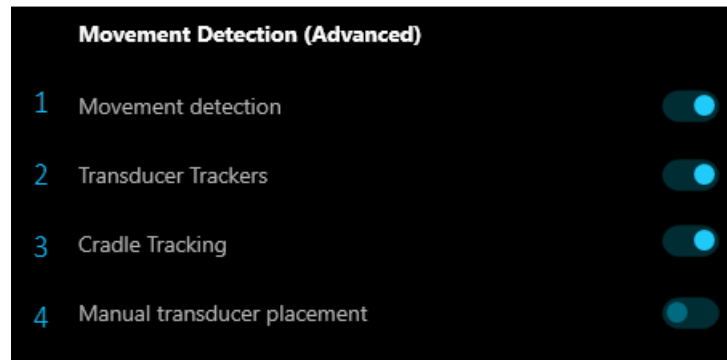 Movement Detection (Advanced)
1 Movement detection
2 Transducer Trackers
3 Cradle Tracking
4 Manual transducer placement